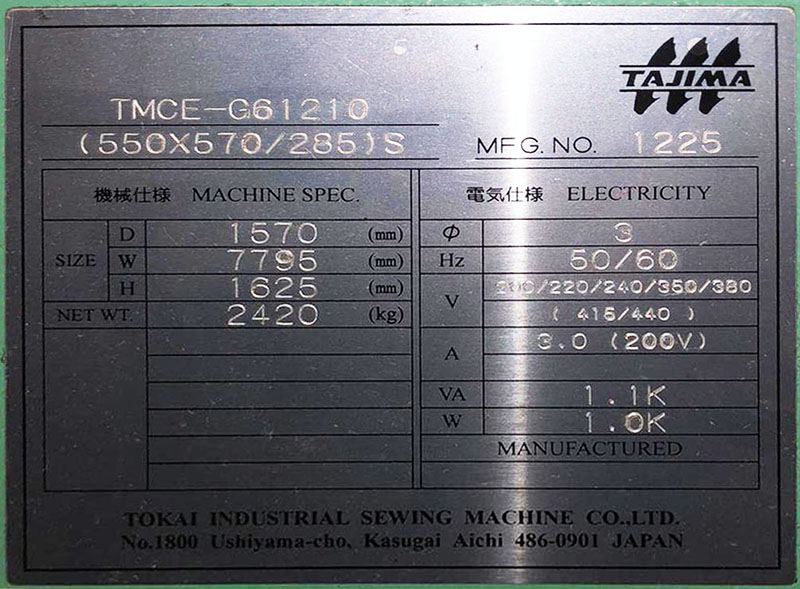 TAJIMA
TMCE-G61210
(550X570/285)S MFG. NO. 1225
機械仕様 MACHINE SPEC.
SIZE D 1570 (mm)
W 7795 (mm)
H 1625 (mm)
NET WT. 2420 (kg)
電気仕様 ELECTRICITY
Φ 3
Hz 50/60
V 200/220/240/350/380
( 415/440 )
A 3.0 (200V)
VA 1.1K
W 1.0K
MANUFACTURED
TOKAI INDUSTRIAL SEWING MACHINE CO.,LTD.
No.1800 Ushiyama-cho, Kasugai Aichi 486-0901 JAPAN